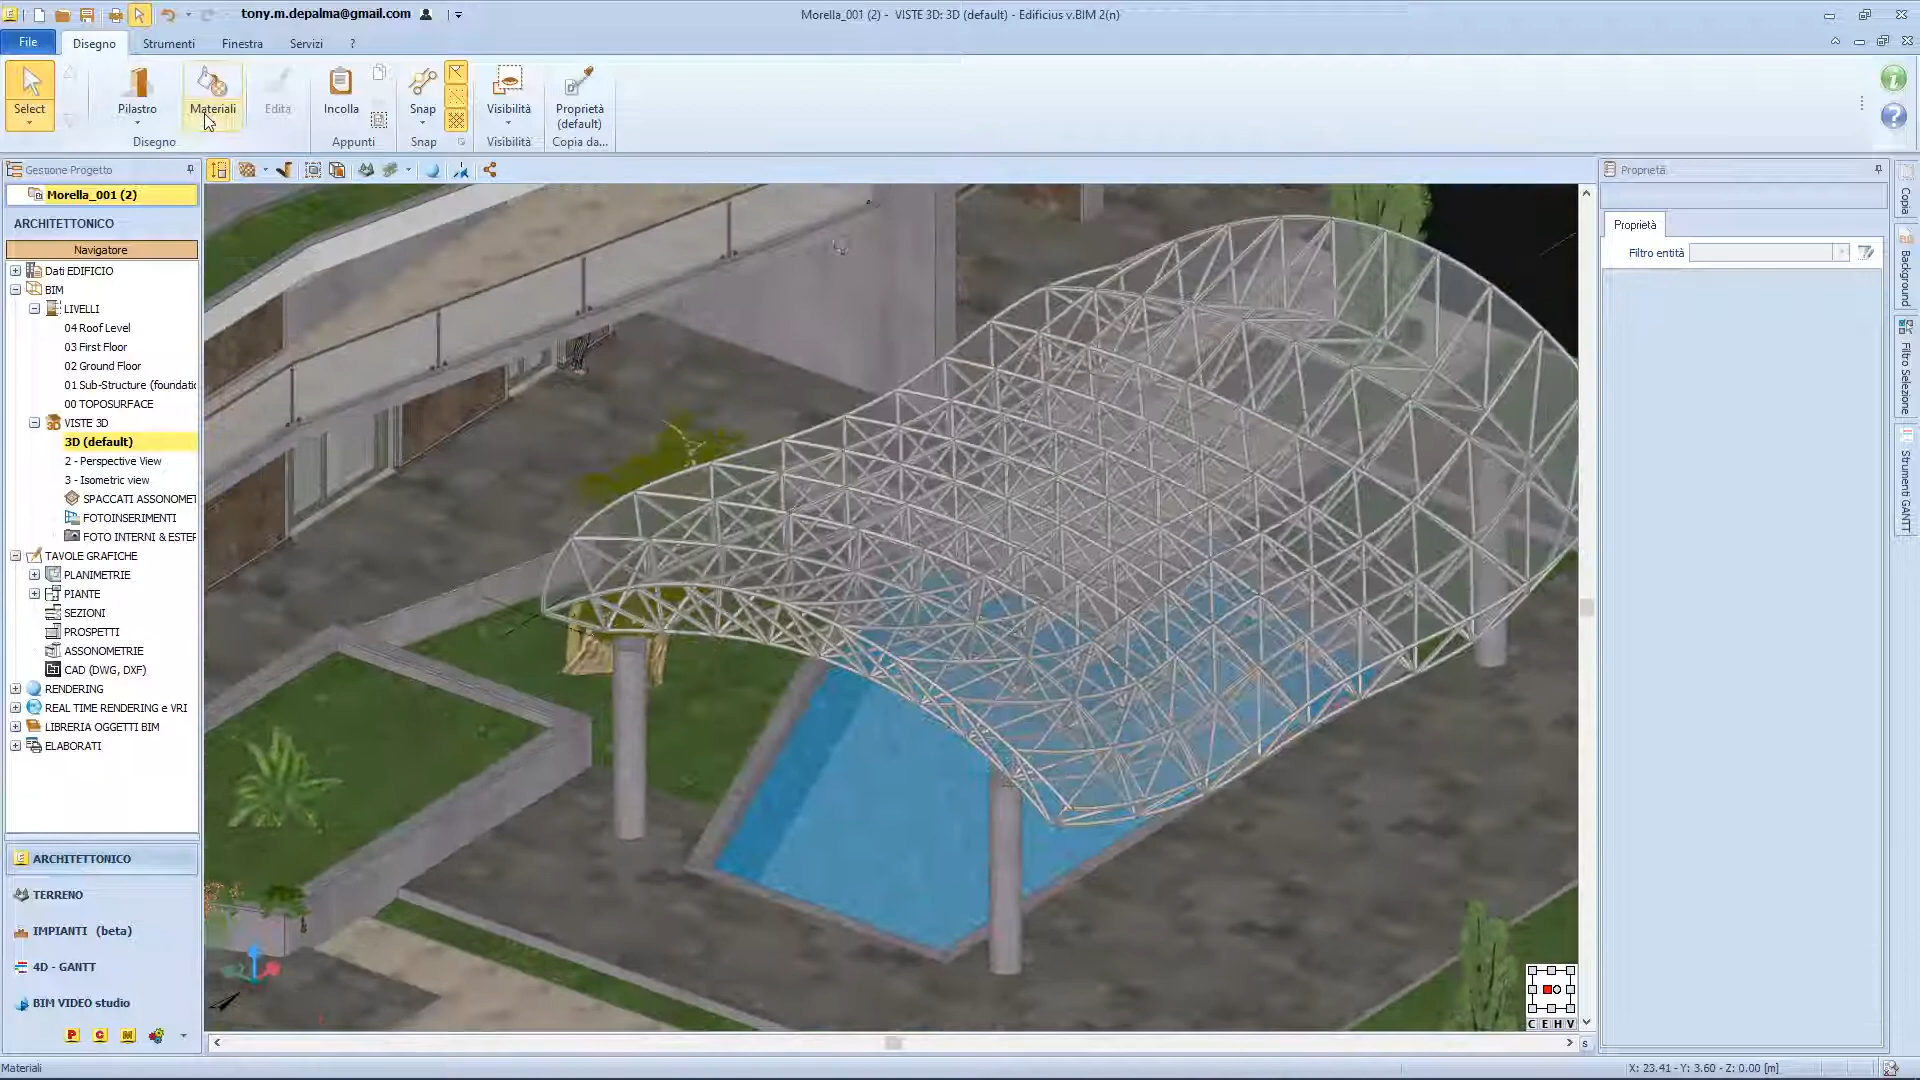 tony.m.depalma@gmail.com
Morella_001 (2) - VISTE 3D: 3D (default) - Edificius v.BIM 2(n)
File
Disegno
Strumenti
Finestra
Servizi
?
Select
Pilastro
Materiali
Edita
Incolla
Snap
Visibilità
Proprietà
(default)
Disegno
Appunti
Snap
Visibilità
Copia da...
Gestione Progetto
Morella_001 (2)
ARCHITETTONICO
Navigatore
Dati EDIFICIO
BIM
LIVELLI
04 Roof Level
03 First Floor
02 Ground Floor
01 Sub-Structure (foundatio
00 TOPOSURFACE
VISTE 3D
3D (default)
2 - Perspective View
3 - Isometric view
SPACCATI ASSONOMET
FOTOINSERIMENTI
FOTO INTERNI & ESTER
TAVOLE GRAFICHE
PLANIMETRIE
PIANTE
SEZIONI
PROSPETTI
ASSONOMETRIE
CAD (DWG, DXF)
RENDERING
REAL TIME RENDERING e VRI
LIBRERIA OGGETTI BIM
ELABORATI
ARCHITETTONICO
TERRENO
IMPIANTI (beta)
4D - GANTT
BIM VIDEO studio
P C M
C E H V
S
Proprietà
Proprietà
Filtro entità
Copia
Background
Filtro Selezione
Strumenti GANTT
Materiali
X: 23.41 - Y: 3.60 - Z: 0.00 [m]